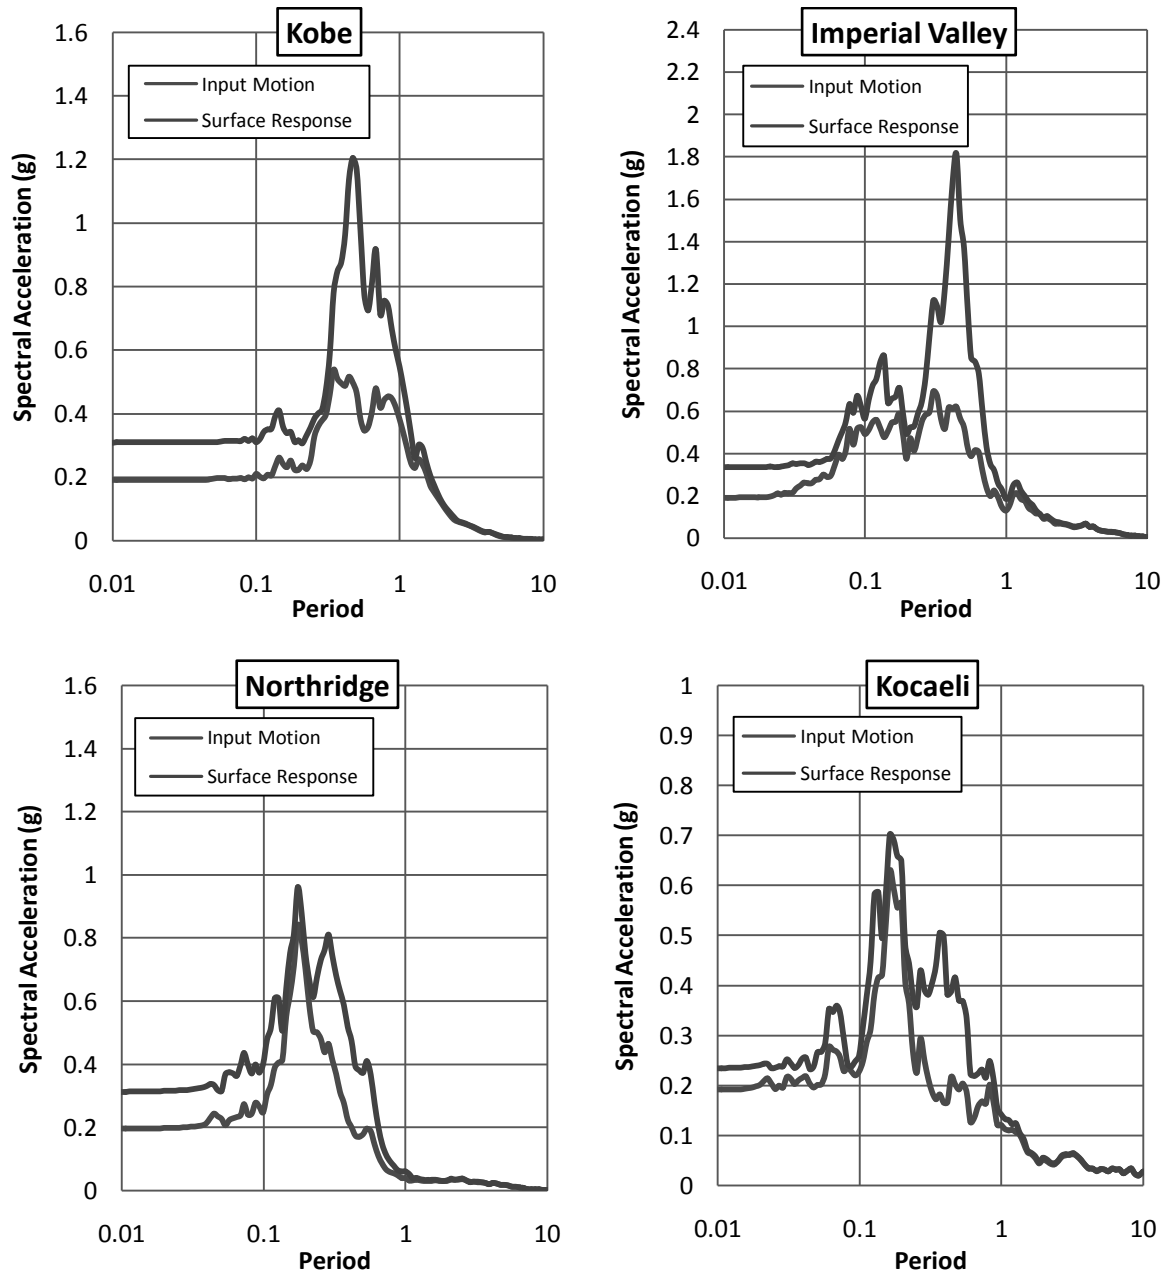 Kobe
Input Motion
Surface Response
Spectral Acceleration (g)
1.6
1.4
1.2
1
0.8
0.6
0.4
0.2
0
0.01 0.1 1 10
Period
Imperial Valley
Input Motion
Surface Response
Spectral Acceleration (g)
2.4
2.2
2
1.8
1.6
1.4
1.2
1
0.8
0.6
0.4
0.2
0
0.01 0.1 1 10
Period
Northridge
Input Motion
Surface Response
Spectral Acceleration (g)
1.6
1.4
1.2
1
0.8
0.6
0.4
0.2
0
0.01 0.1 1 10
Period
Kocaeli
Input Motion
Surface Response
Spectral Acceleration (g)
1
0.9
0.8
0.7
0.6
0.5
0.4
0.3
0.2
0.1
0
0.01 0.1 1 10
Period